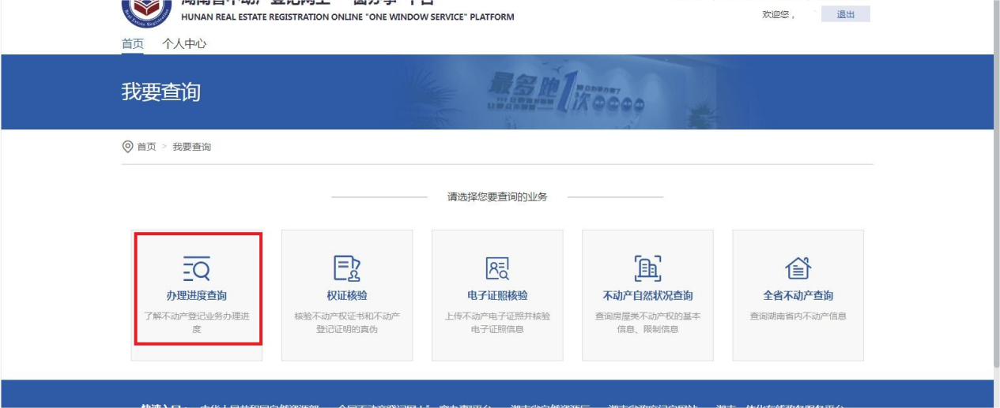 HUNAN REAL ESTATE REGISTRATION ONLINE "ONE WINDOW SERVICE" PLATFORM
欢迎您，
退出
首页 个人中心
我要查询
最多跑1次
首页 > 我要查询
请选择您要查询的业务
办理进度查询
了解不动产登记业务办理进
度
权证核验
核验不动产权证书和不动产
登记证明的真伪
电子证照核验
上传不动产电子证照并核验
电子证照信息
不动产自然状况查询
查询房屋类不动产权的基本
信息、限制信息
全省不动产查询
查询湖南省内不动产信息